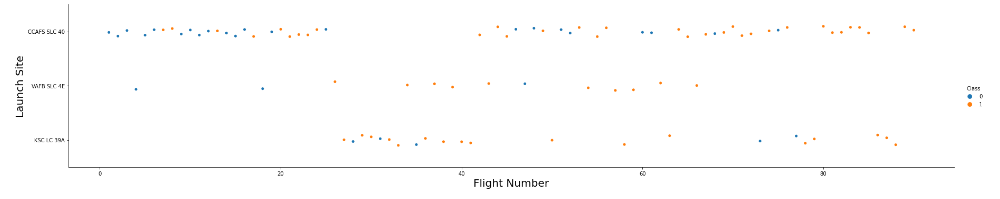 Launch Site
CCAFS SLC 40
VAFB SLC 4E
KSC LC 39A
0
20
40
60
80
Flight Number
Class
0
1